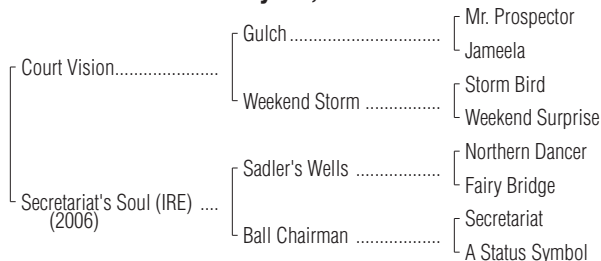 Mr. Prospector
Gulch
Jameela
Court Vision
Storm Bird
Weekend Storm
Weekend Surprise
Northern Dancer
Sadler's Wells
Fairy Bridge
Secretariat's Soul (IRE)
(2006)
Secretariat
Ball Chairman
A Status Symbol